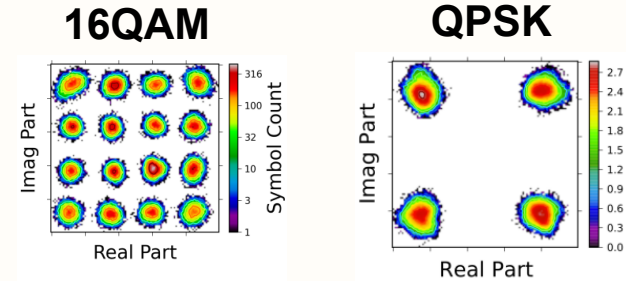 16QAM
Imag Part
316
100
32
10
3
1
Symbol Count
Real Part
QPSK
Imag Part
2.7
2.4
2.1
1.8
1.5
1.2
0.9
0.6
0.3
0.0
Real Part